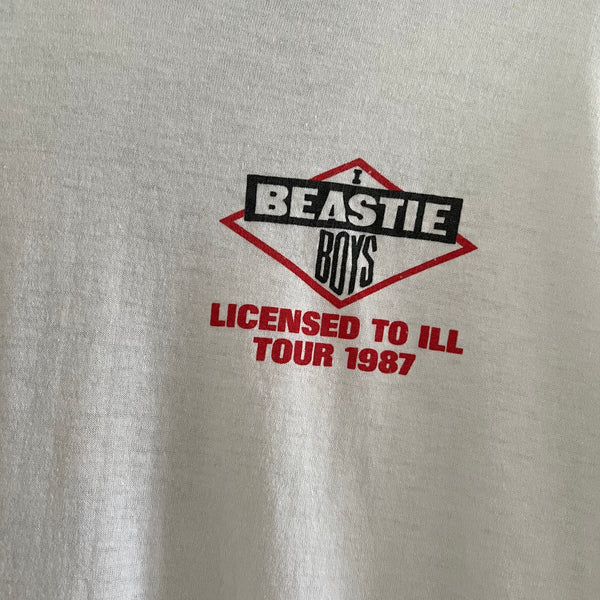 I
BEASTIE
BOYS
LICENSED TO ILL
TOUR 1987